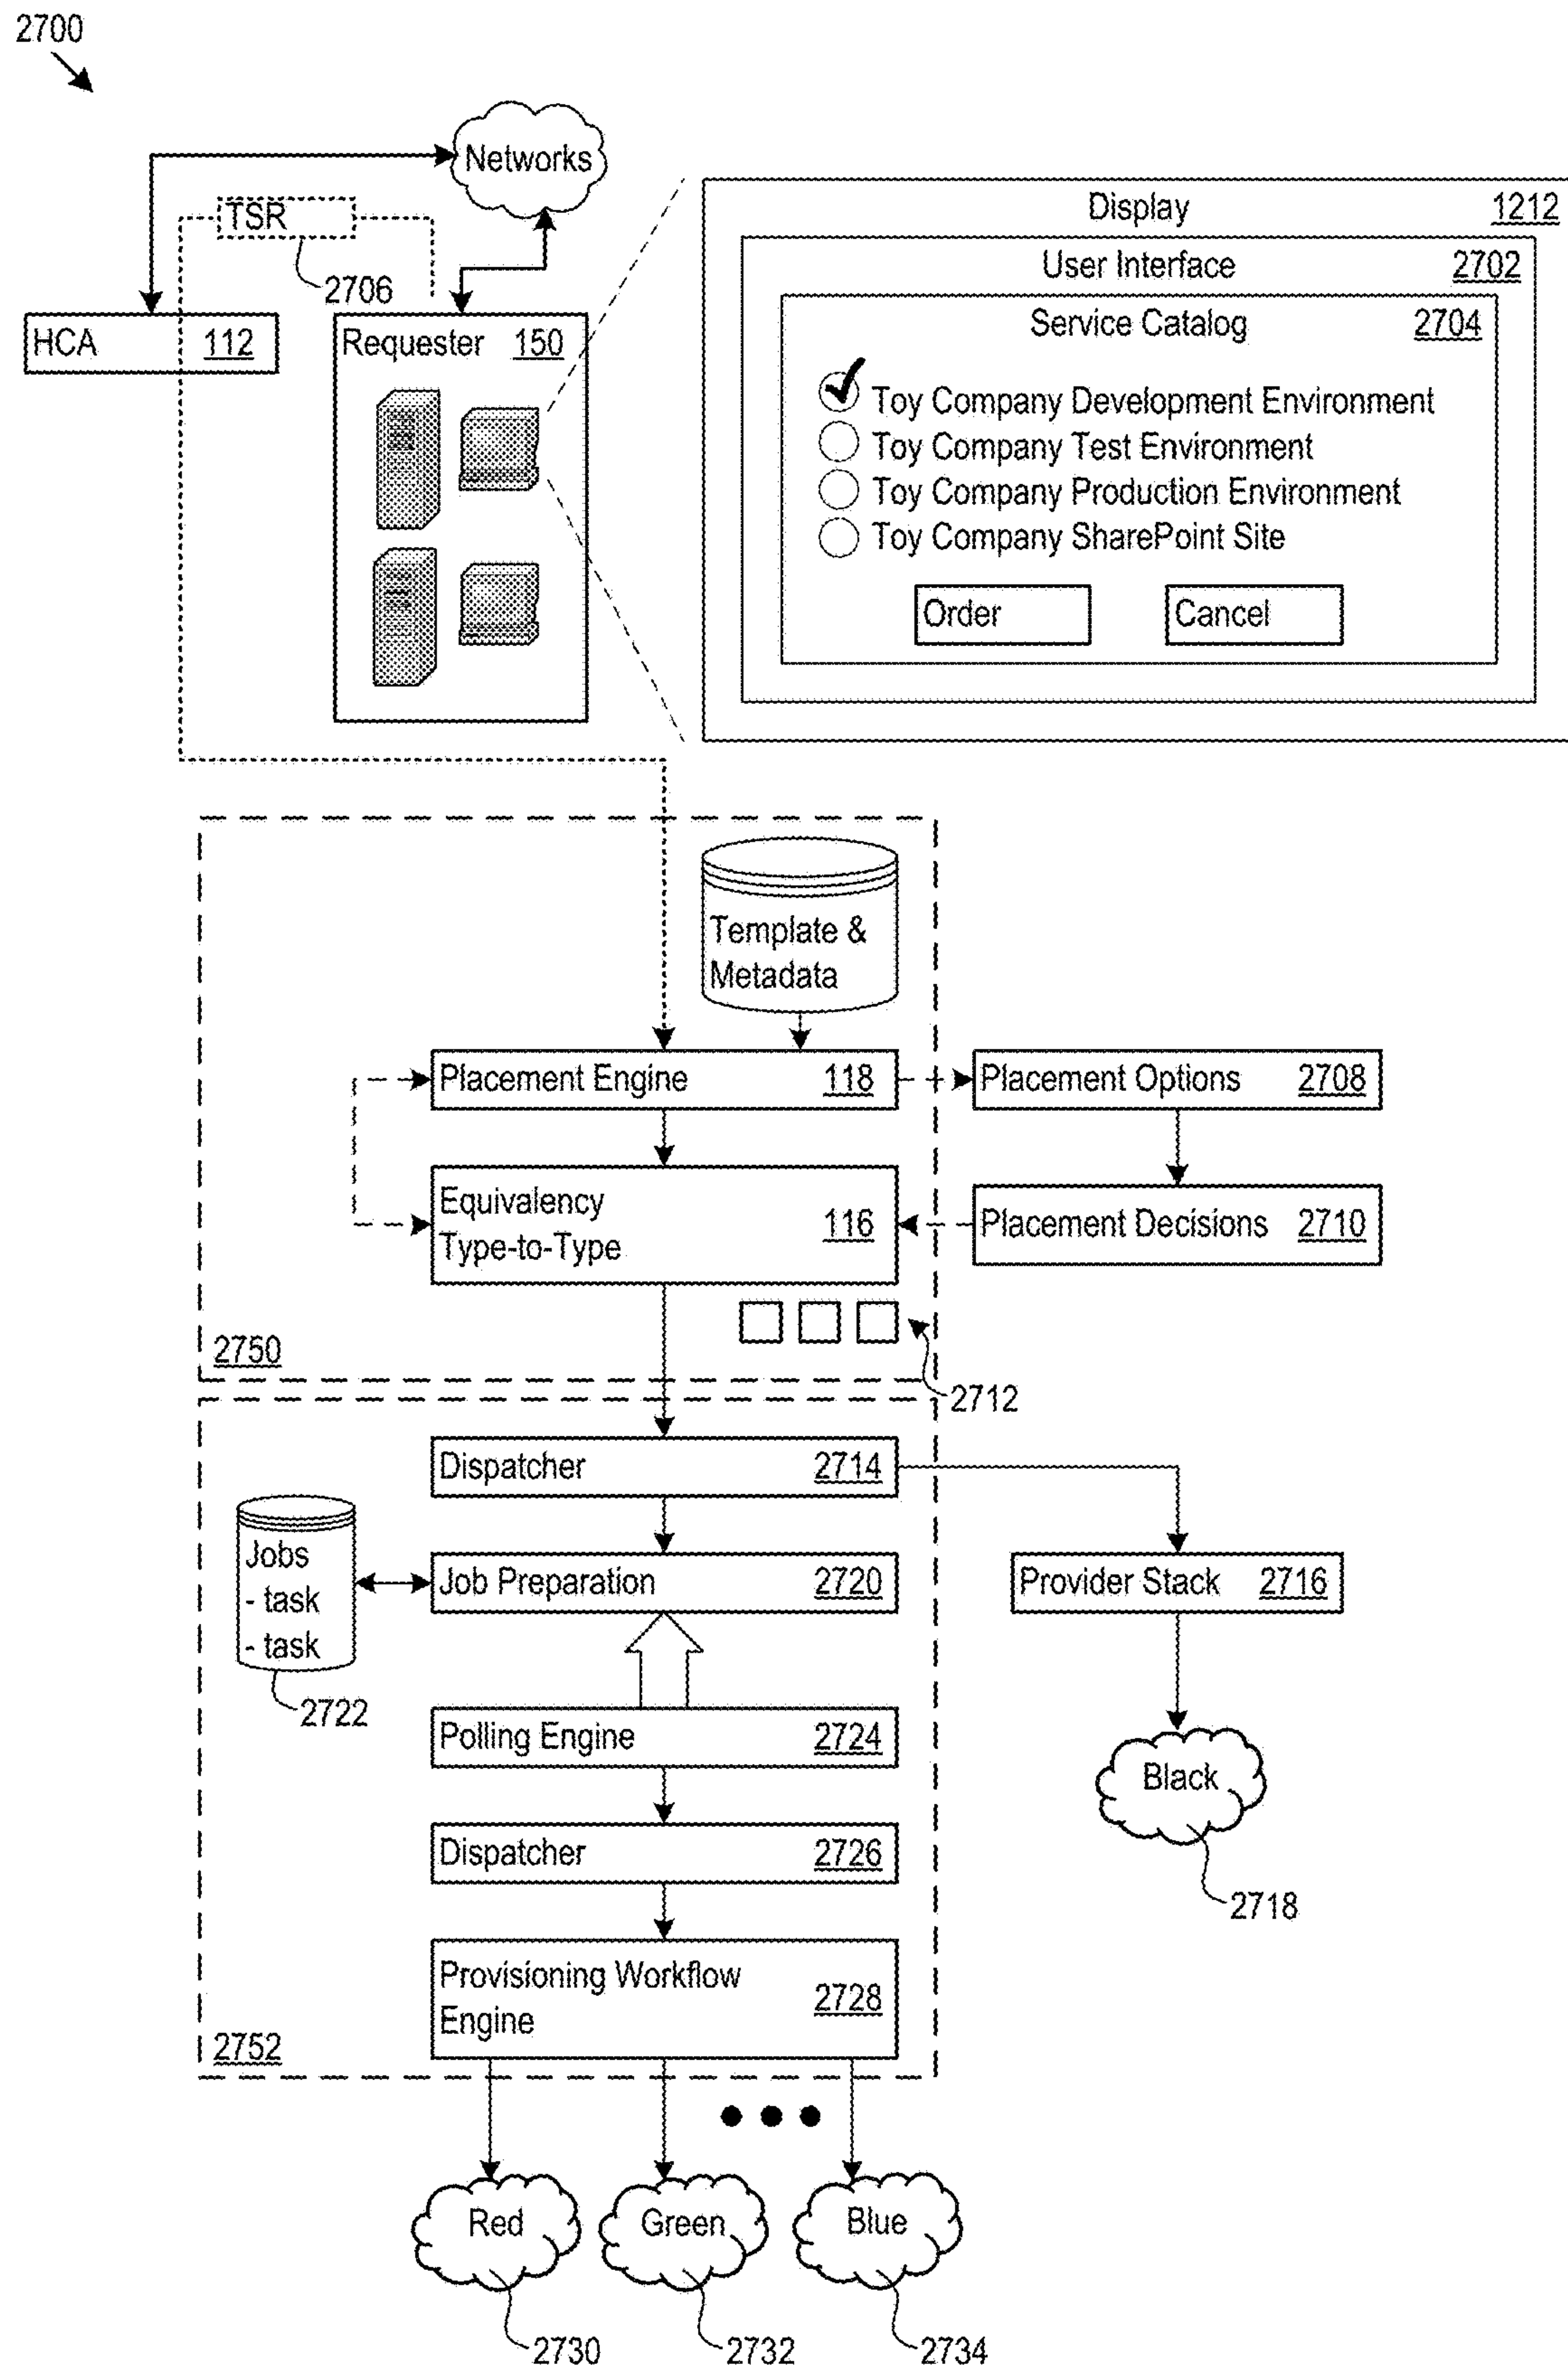 2700
Networks
TSR
2706
HCA 112
Requester 150
Display 1212
User Interface 2702
Service Catalog 2704
Toy Company Development Environment
Toy Company Test Environment
Toy Company Production Environment
Toy Company SharePoint Site
Order
Cancel
Template &
Metadata
Placement Engine 118
Placement Options 2708
Equivalency
Type-to-Type
116
Placement Decisions 2710
2750
2712
Dispatcher 2714
Jobs
- task
- task
2722
Job Preparation 2720
Provider Stack 2716
Polling Engine 2724
Black
2718
Dispatcher 2726
Provisioning Workflow
Engine
2728
2752
Red
Green
Blue
2730
2732
2734